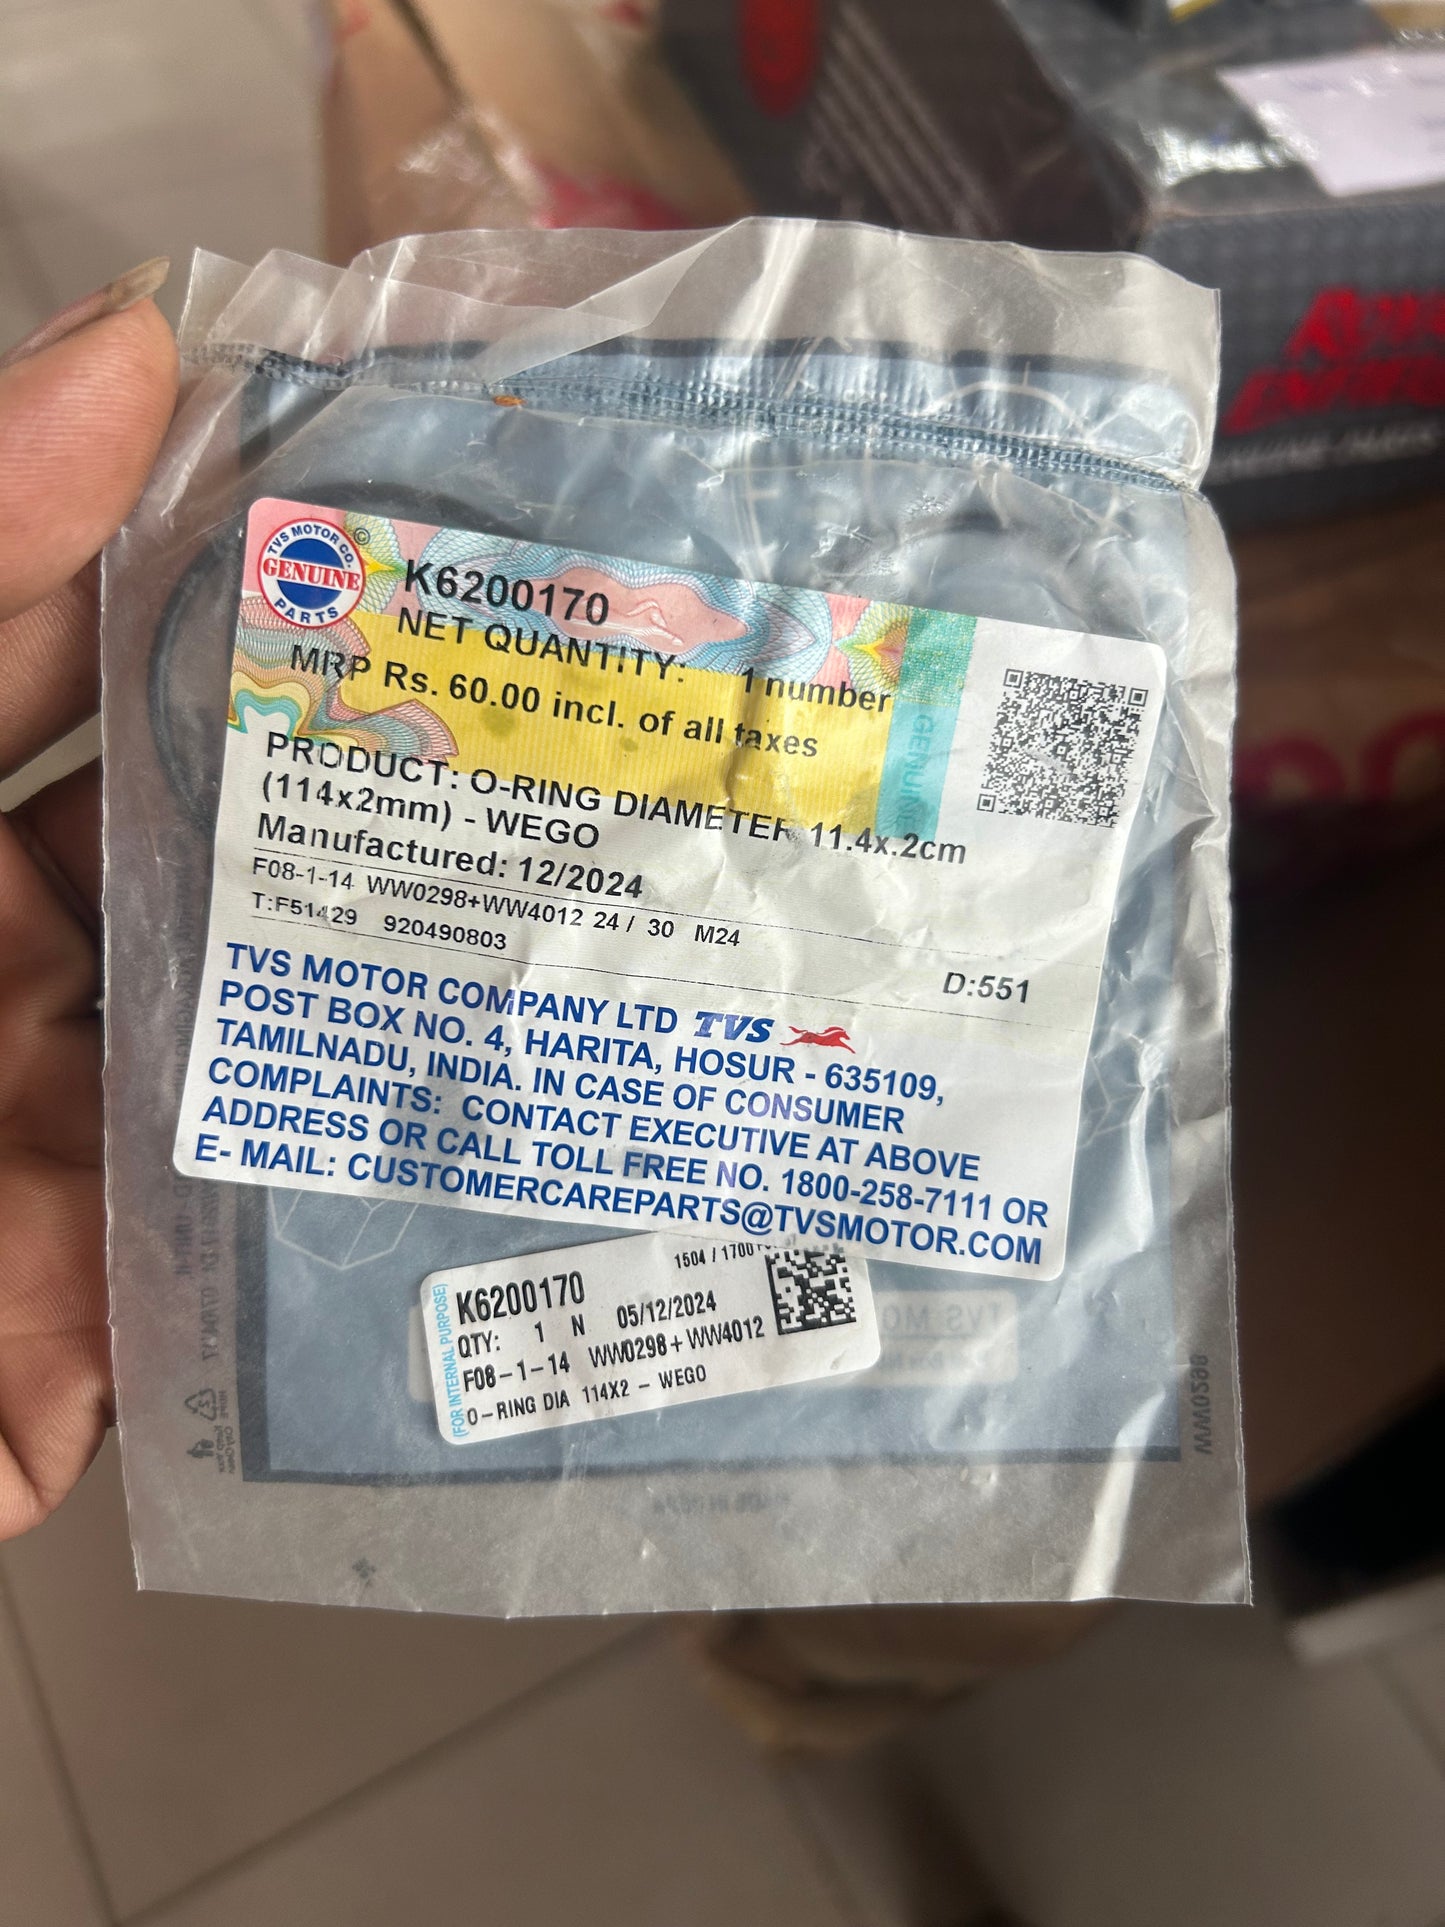 TVS MOTOR CO.
GENUINE
PARTS
©
K6200170
NET QUANTITY: 1 number
MRP Rs. 60.00 incl. of all taxes
PRODUCT: O-RING DIAMETER 11.4x.2cm
(114x2mm) - WEGO
Manufactured: 12/2024
F08-1-14 WW0298+WW4012 24 / 30 M24
T:F51429 920490803
D:551
GENUINE
TVS MOTOR COMPANY LTD TVS
POST BOX NO. 4, HARITA, HOSUR - 635109,
TAMILNADU, INDIA. IN CASE OF CONSUMER
COMPLAINTS: CONTACT EXECUTIVE AT ABOVE
ADDRESS OR CALL TOLL FREE NO. 1800-258-7111 OR
E- MAIL: CUSTOMERCAREPARTS@TVSMOTOR.COM
(FOR INTERNAL PURPOSE)
1504 / 1700
K6200170
QTY: 1 N 05/12/2024
F08-1-14 WW0298+WW4012
O-RING DIA 114X2 - WEGO
WW0298